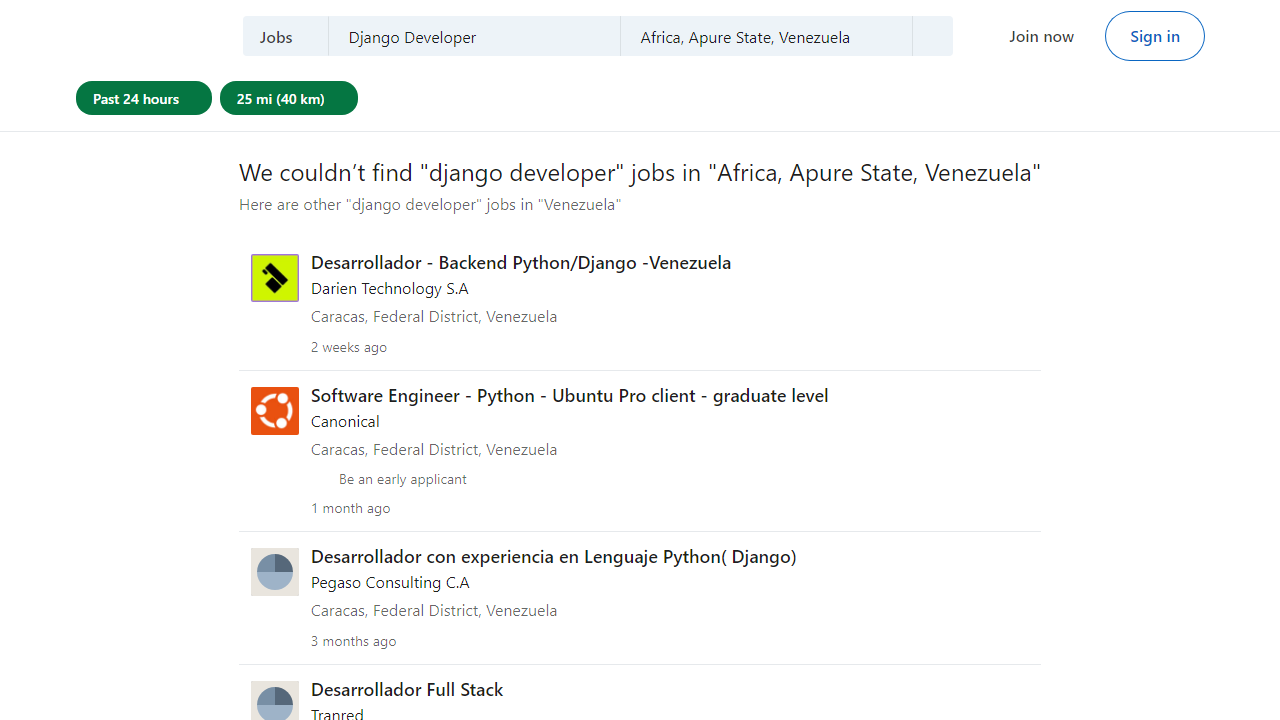 Jobs
Django Developer
Africa, Apure State, Venezuela
Join now
Sign in
Past 24 hours
25 mi (40 km)
We couldn’t find "django developer" jobs in "Africa, Apure State, Venezuela"
Here are other "django developer" jobs in "Venezuela"
Desarrollador - Backend Python/Django -Venezuela
Darien Technology S.A
Caracas, Federal District, Venezuela
2 weeks ago
Software Engineer - Python - Ubuntu Pro client - graduate level
Canonical
Caracas, Federal District, Venezuela
Be an early applicant
1 month ago
Desarrollador con experiencia en Lenguaje Python( Django)
Pegaso Consulting C.A
Caracas, Federal District, Venezuela
3 months ago
Desarrollador Full Stack
Tranred